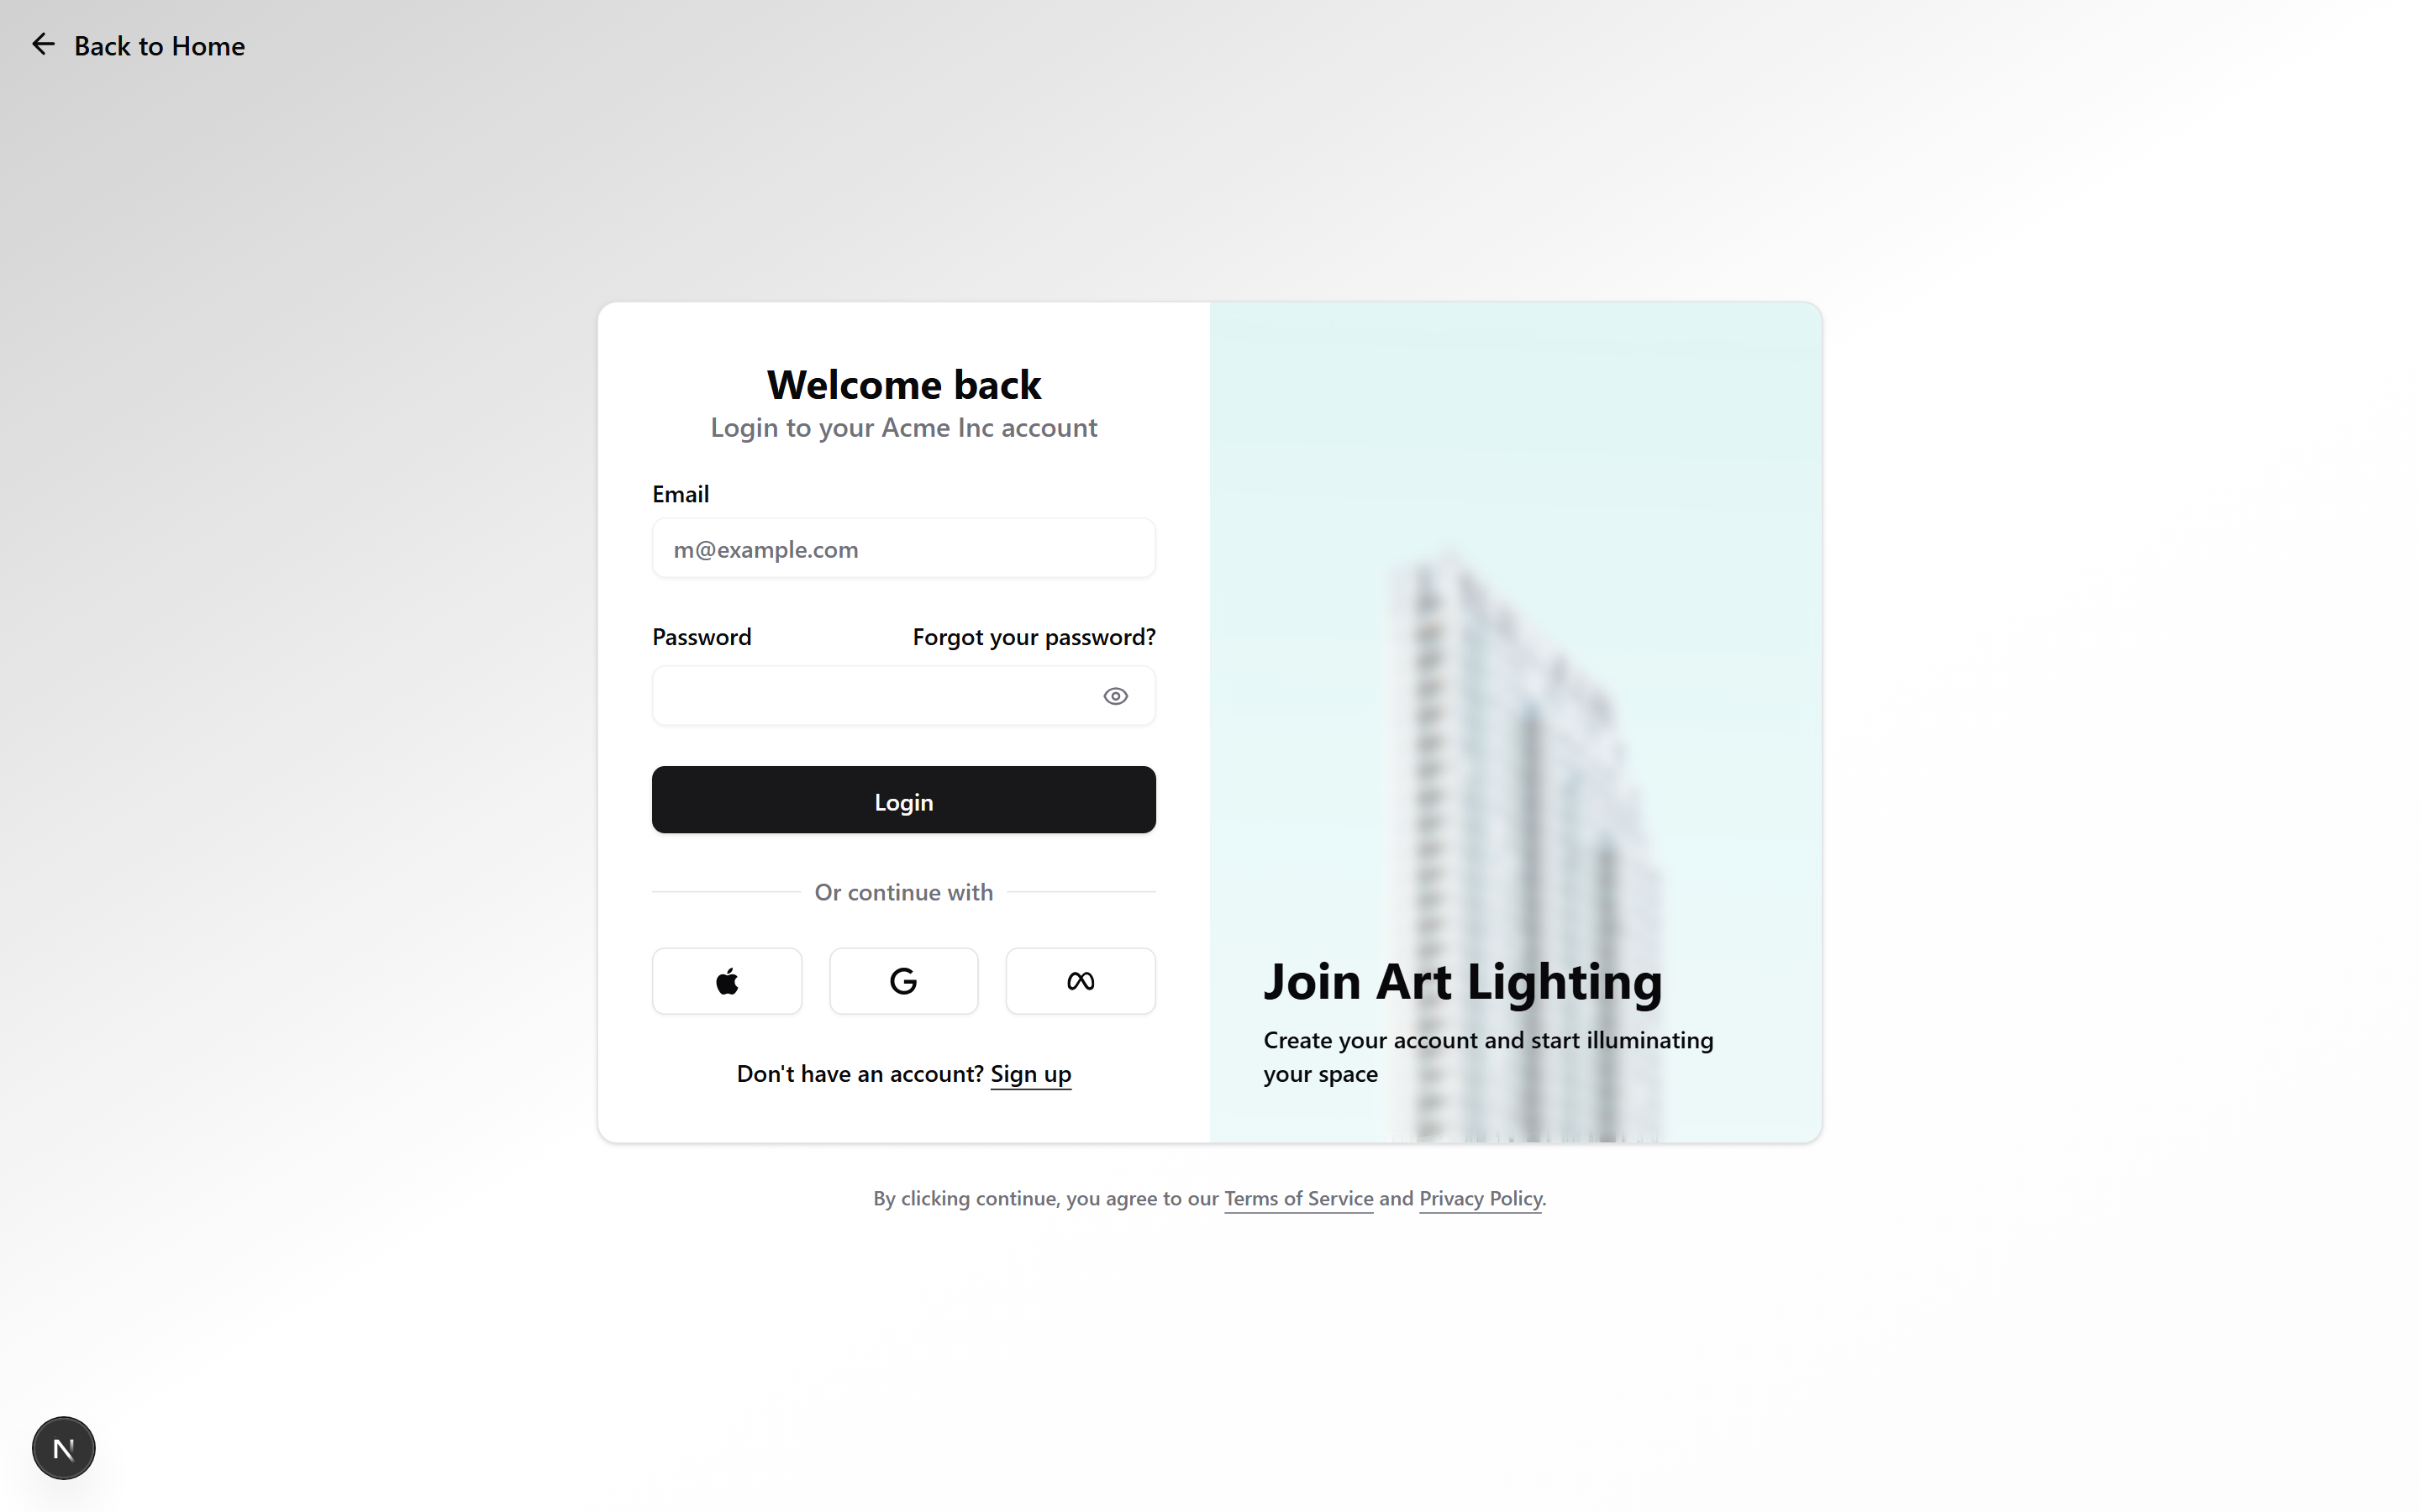 Back to Home
Welcome back
Login to your Acme Inc account
Email
m@example.com
Password
Forgot your password?
Login
Or continue with
Don't have an account? Sign up
Join Art Lighting
Create your account and start illuminating
your space
By clicking continue, you agree to our Terms of Service and Privacy Policy.
N